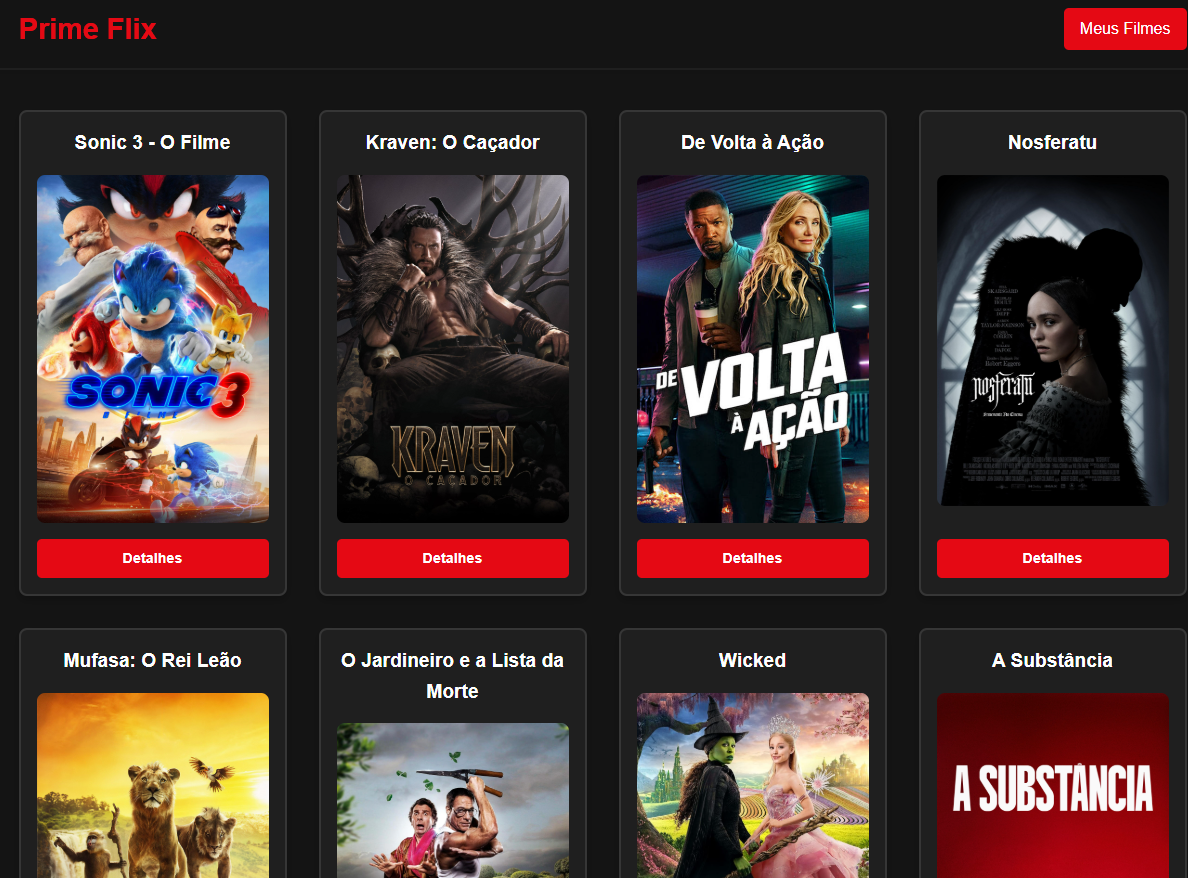 Prime Flix
Meus Filmes
Sonic 3 - O Filme
Kraven: O Caçador
De Volta à Ação
Nosferatu
SONIC 3
KRAVEN
O CAÇADOR
DE VOLTA
À AÇÃO
nosferatu
Detalhes
Detalhes
Detalhes
Detalhes
Mufasa: O Rei Leão
O Jardineiro e a Lista da
Morte
Wicked
A Substância
A SUBSTÂNCIA